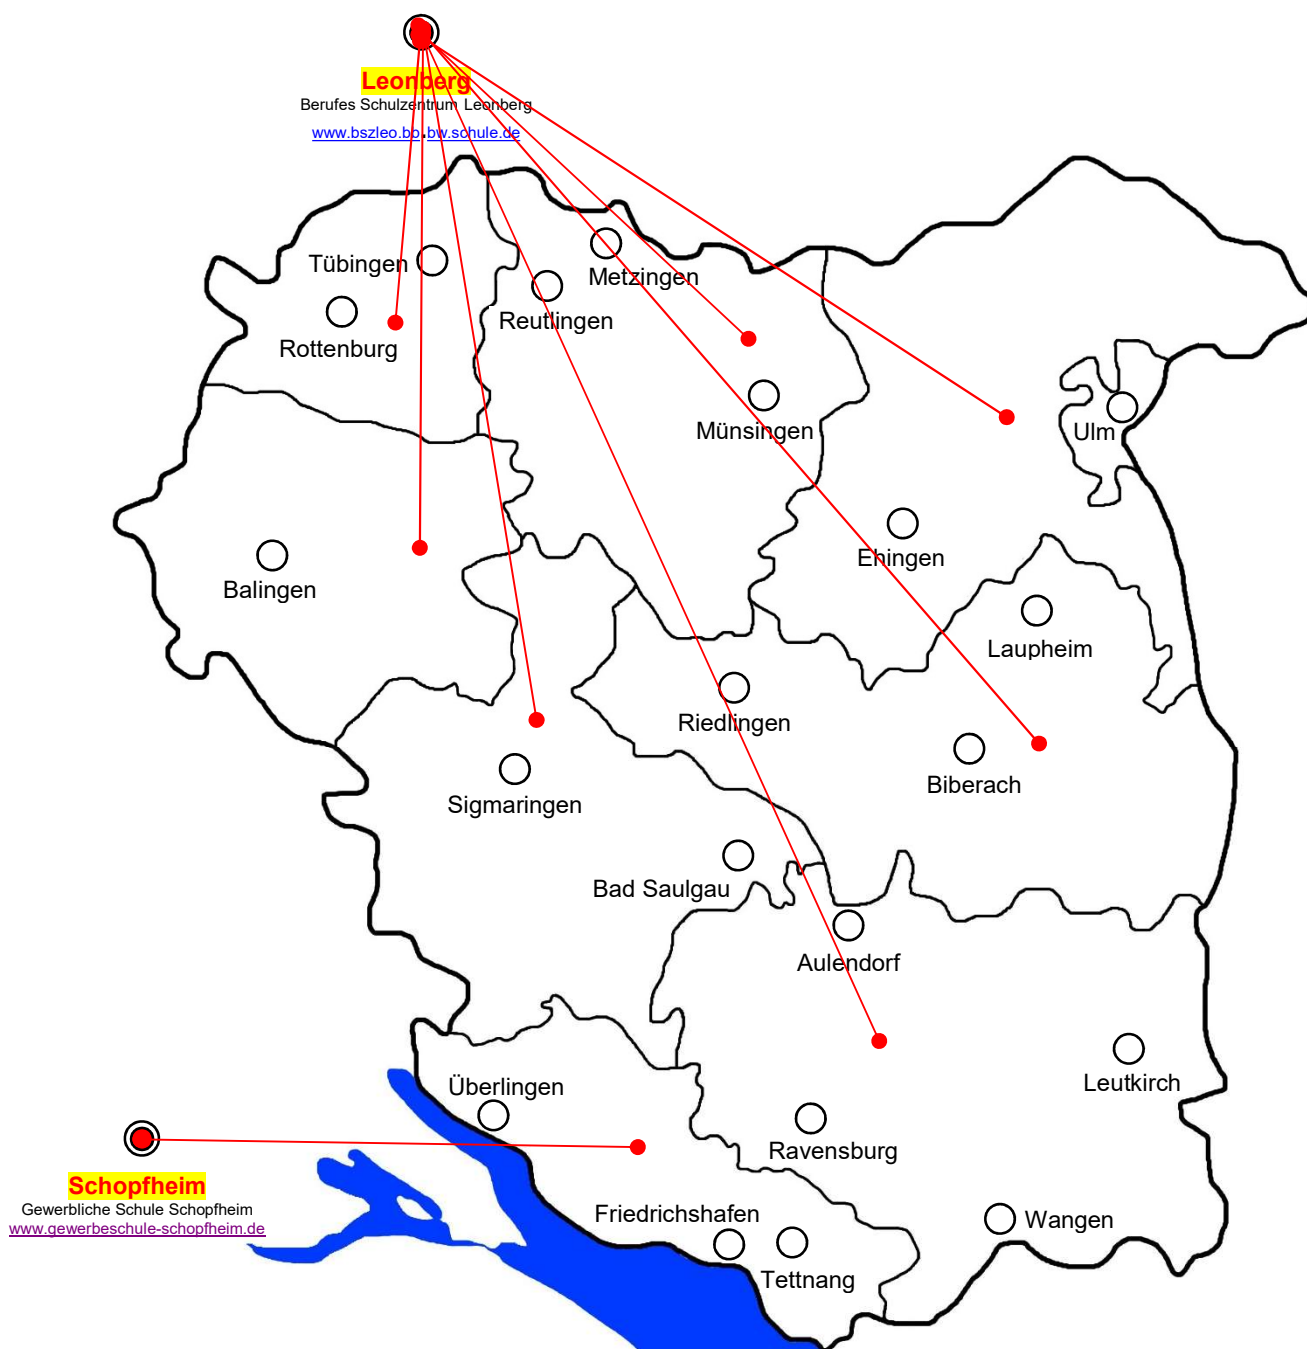 Leonberg
Berufes Schulzentrum Leonberg
www.bszleo.bb.bw.schule.de
Tübingen
Metzingen
Reutlingen
Rottenburg
Münsingen
Ulm
Ehingen
Balingen
Laupheim
Riedlingen
Biberach
Sigmaringen
Bad Saulgau
Aulendorf
Überlingen
Leutkirch
Ravensburg
Schopfheim
Gewerbliche Schule Schopfheim
www.gewerbeschule-schopfheim.de
Friedrichshafen
Wangen
Tettnang